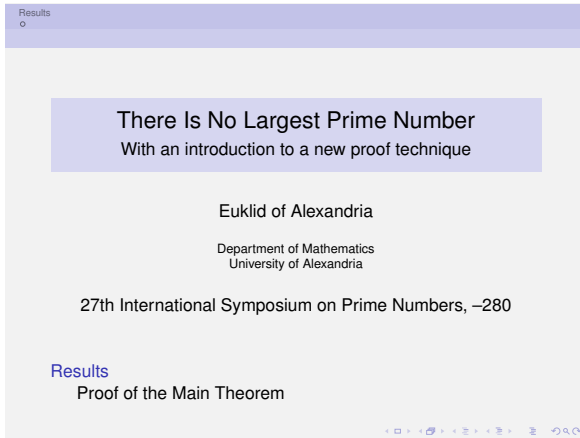 Results
There Is No Largest Prime Number
With an introduction to a new proof technique
Euklid of Alexandria
Department of Mathematics
University of Alexandria
27th International Symposium on Prime Numbers, –280
Results
Proof of the Main Theorem